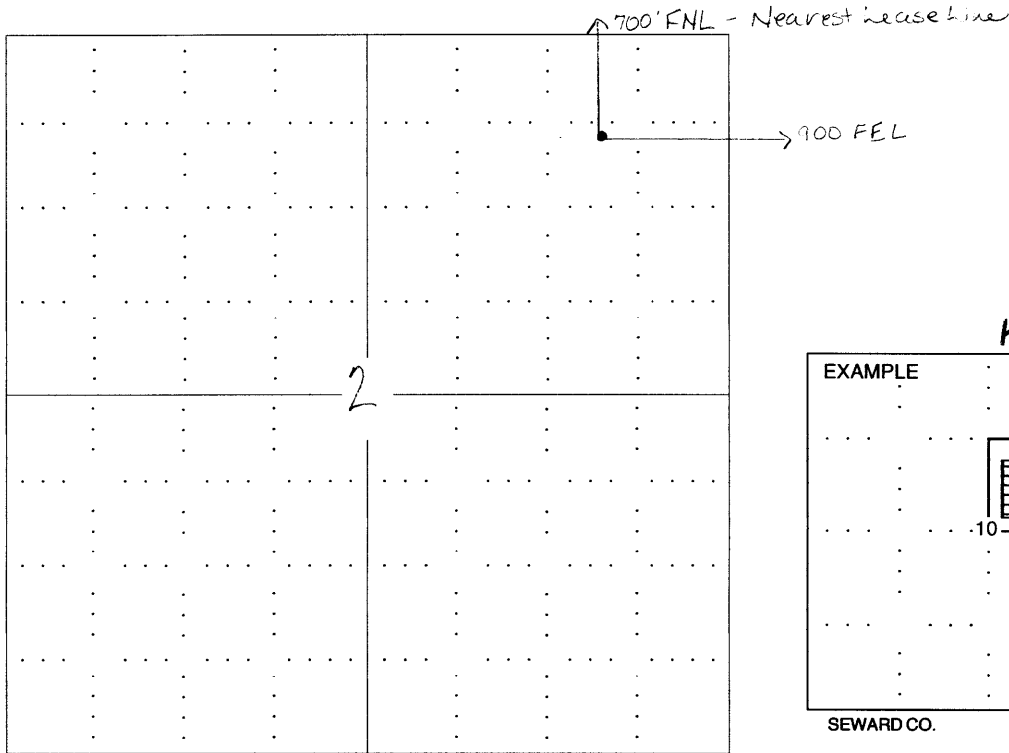 700' FNL - Nearest Lease Line
900 FEL
2
EXAMPLE
10
SEWARD CO.